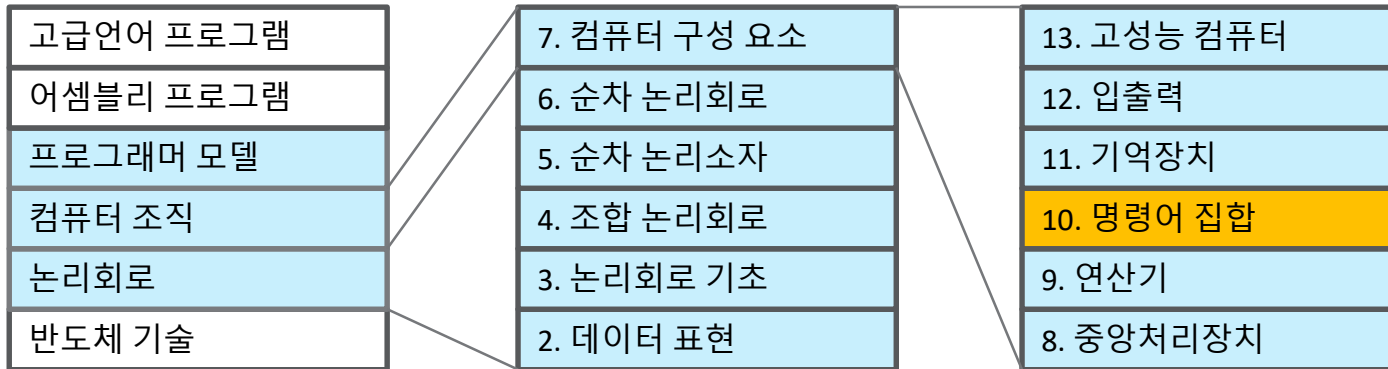 고급언어 프로그램
어셈블리 프로그램
프로그래머 모델
컴퓨터 조직
논리회로
반도체 기술
7. 컴퓨터 구성 요소
6. 순차 논리회로
5. 순차 논리소자
4. 조합 논리회로
3. 논리회로 기초
2. 데이터 표현
13. 고성능 컴퓨터
12. 입출력
11. 기억장치
10. 명령어 집합
9. 연산기
8. 중앙처리장치